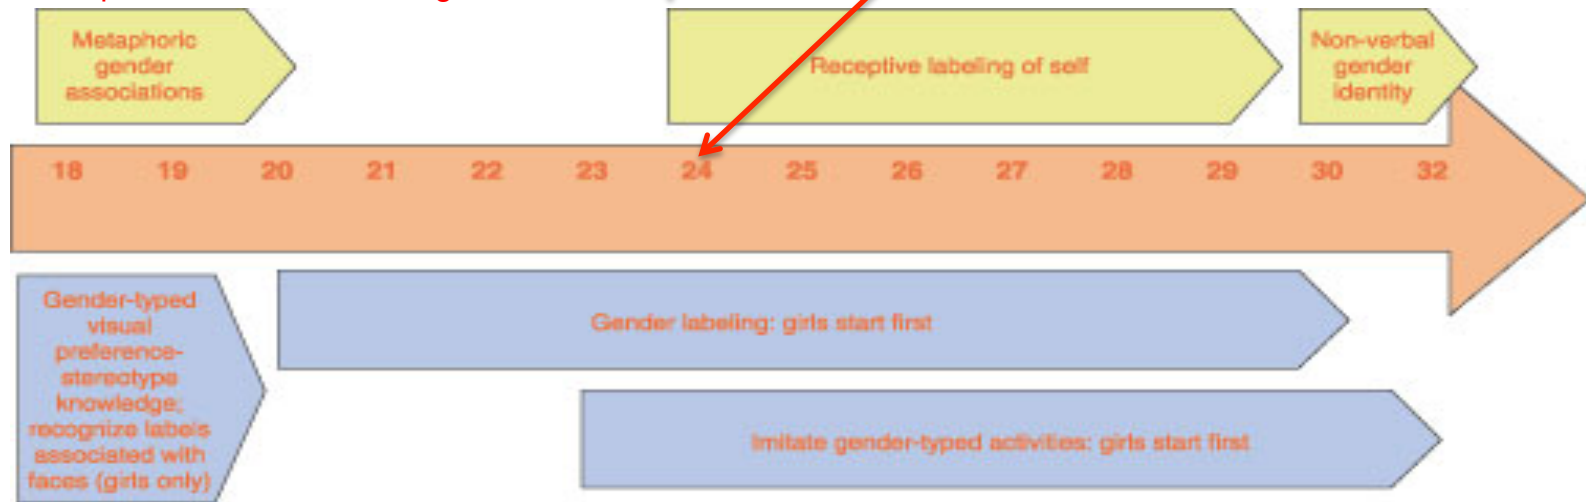 Metaphoric
gender
associations
Receptive labeling of self
Non-verbal
gender
identity
18 19 20 21 22 23 24 25 26 27 28 29 30 32
Gender-typed
visual
preference-
stereotype
knowledge;
recognize labels
associated with
faces (girls only)
Gender labeling: girls start first
Imitate gender-typed activities: girls start first